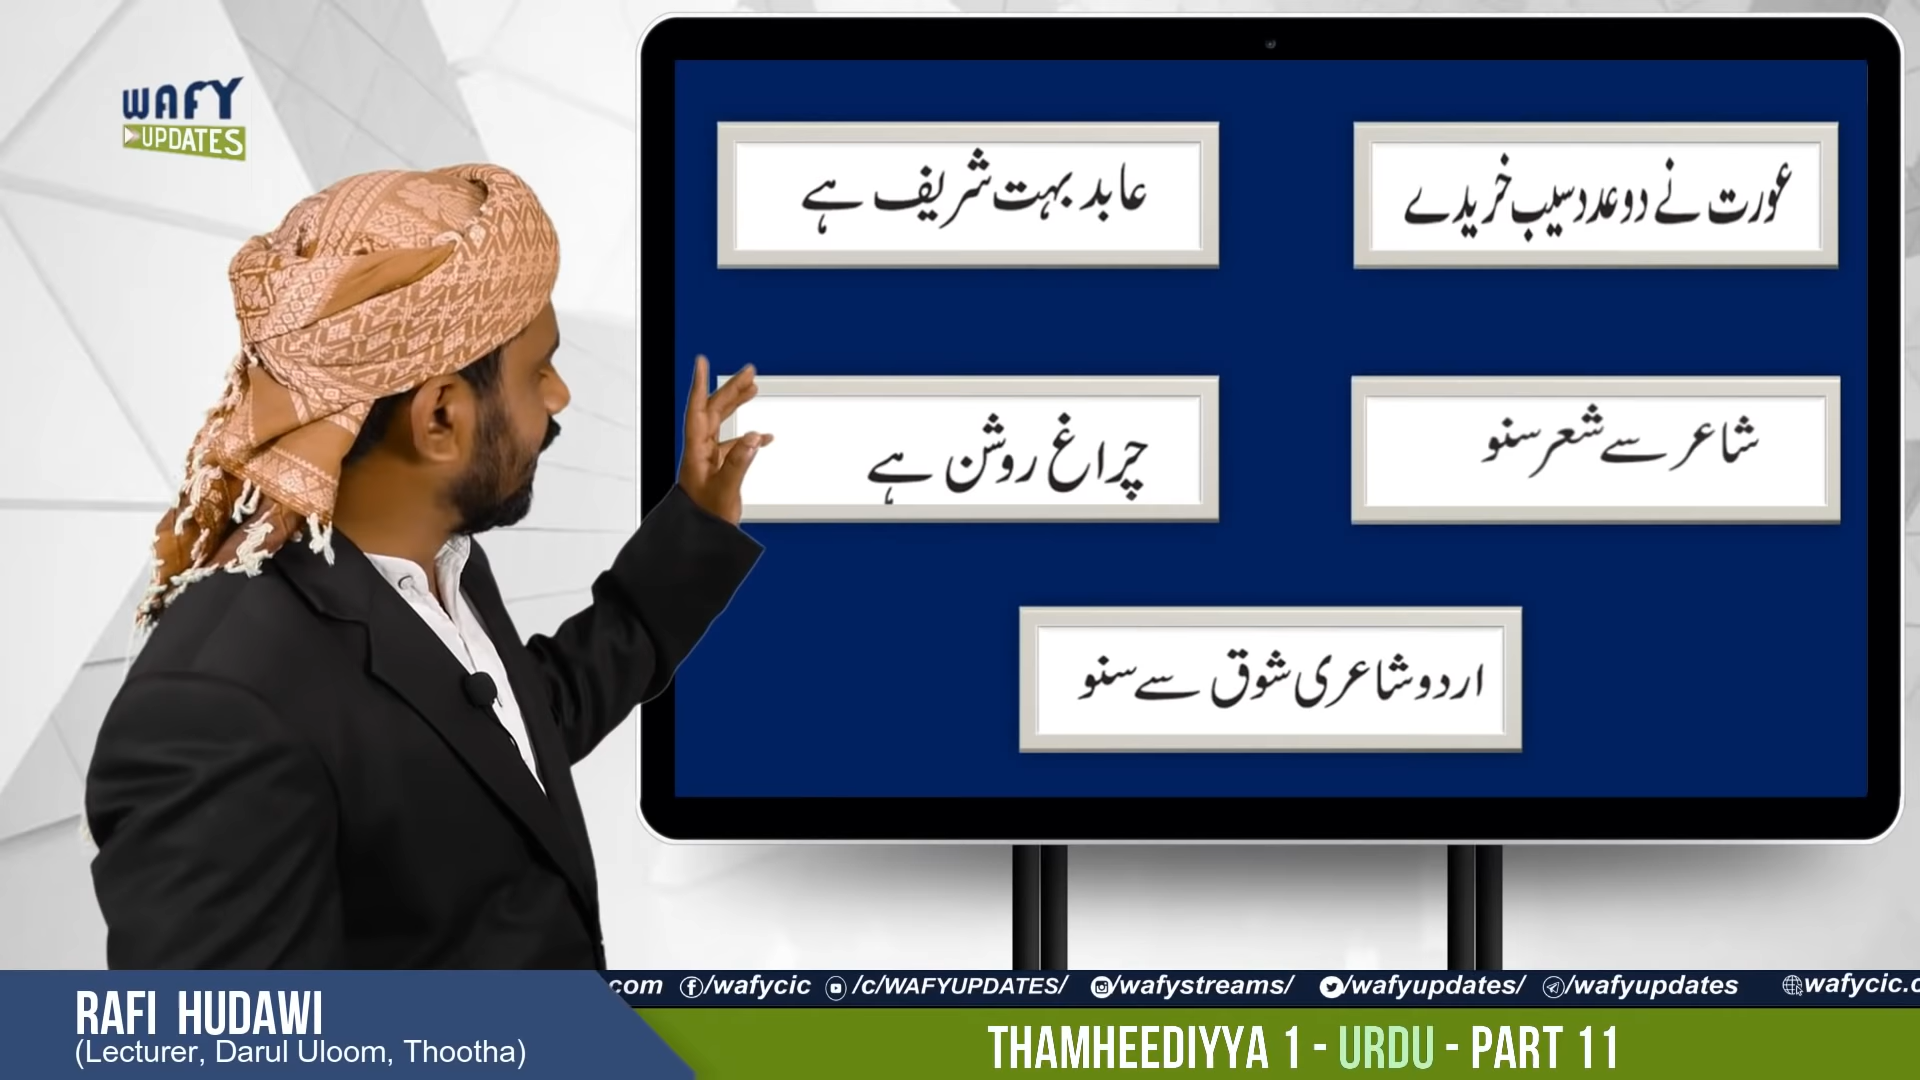 WAFY
UPDATES
عورت نے دو عدد سیب خریدے
عابد بہت شریف ہے
شاعر سے شعر سنو
چراغ روشن ہے
اردو شاعری شوق سے سنو
.com /wafycic /c/WAFYUPDATES/ /wafystreams/ /wafyupdates/ /wafyupdates wafycic.c
RAFI HUDAWI
(Lecturer, Darul Uloom, Thootha)
THAMHEEDIYYA 1 - URDU - PART 11